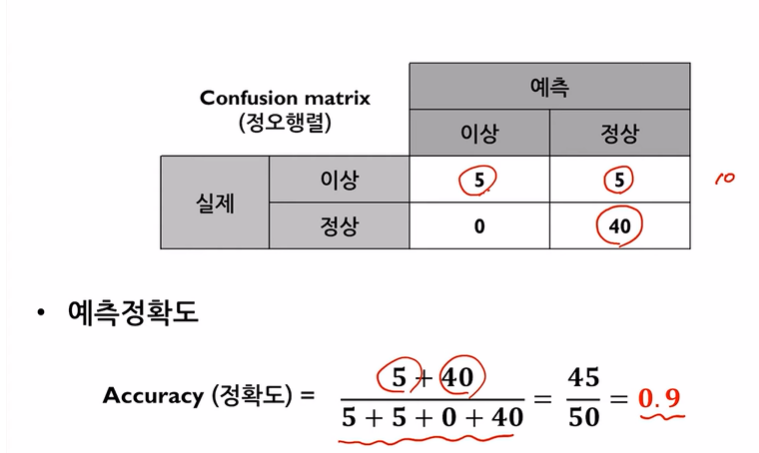 Confusion matrix
(정오행렬)
예측
이상 정상
실제
이상 5 5 10
정상 0 40
• 예측정확도
Accuracy (정확도) = (5 + 40) / (5 + 5 + 0 + 40) = 45 / 50 = 0.9